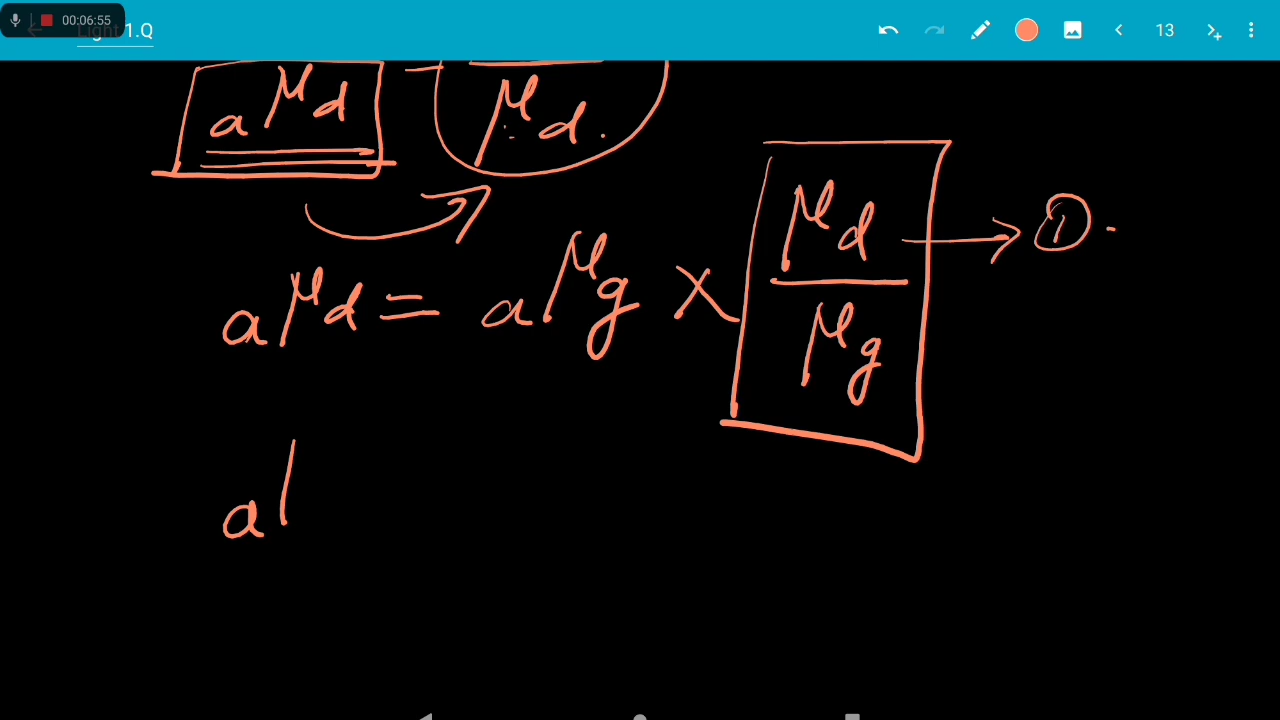 00:06:55
Light 1.Q
13
aμd
μd.
aμd = aμg × μd/μg → ① .
a